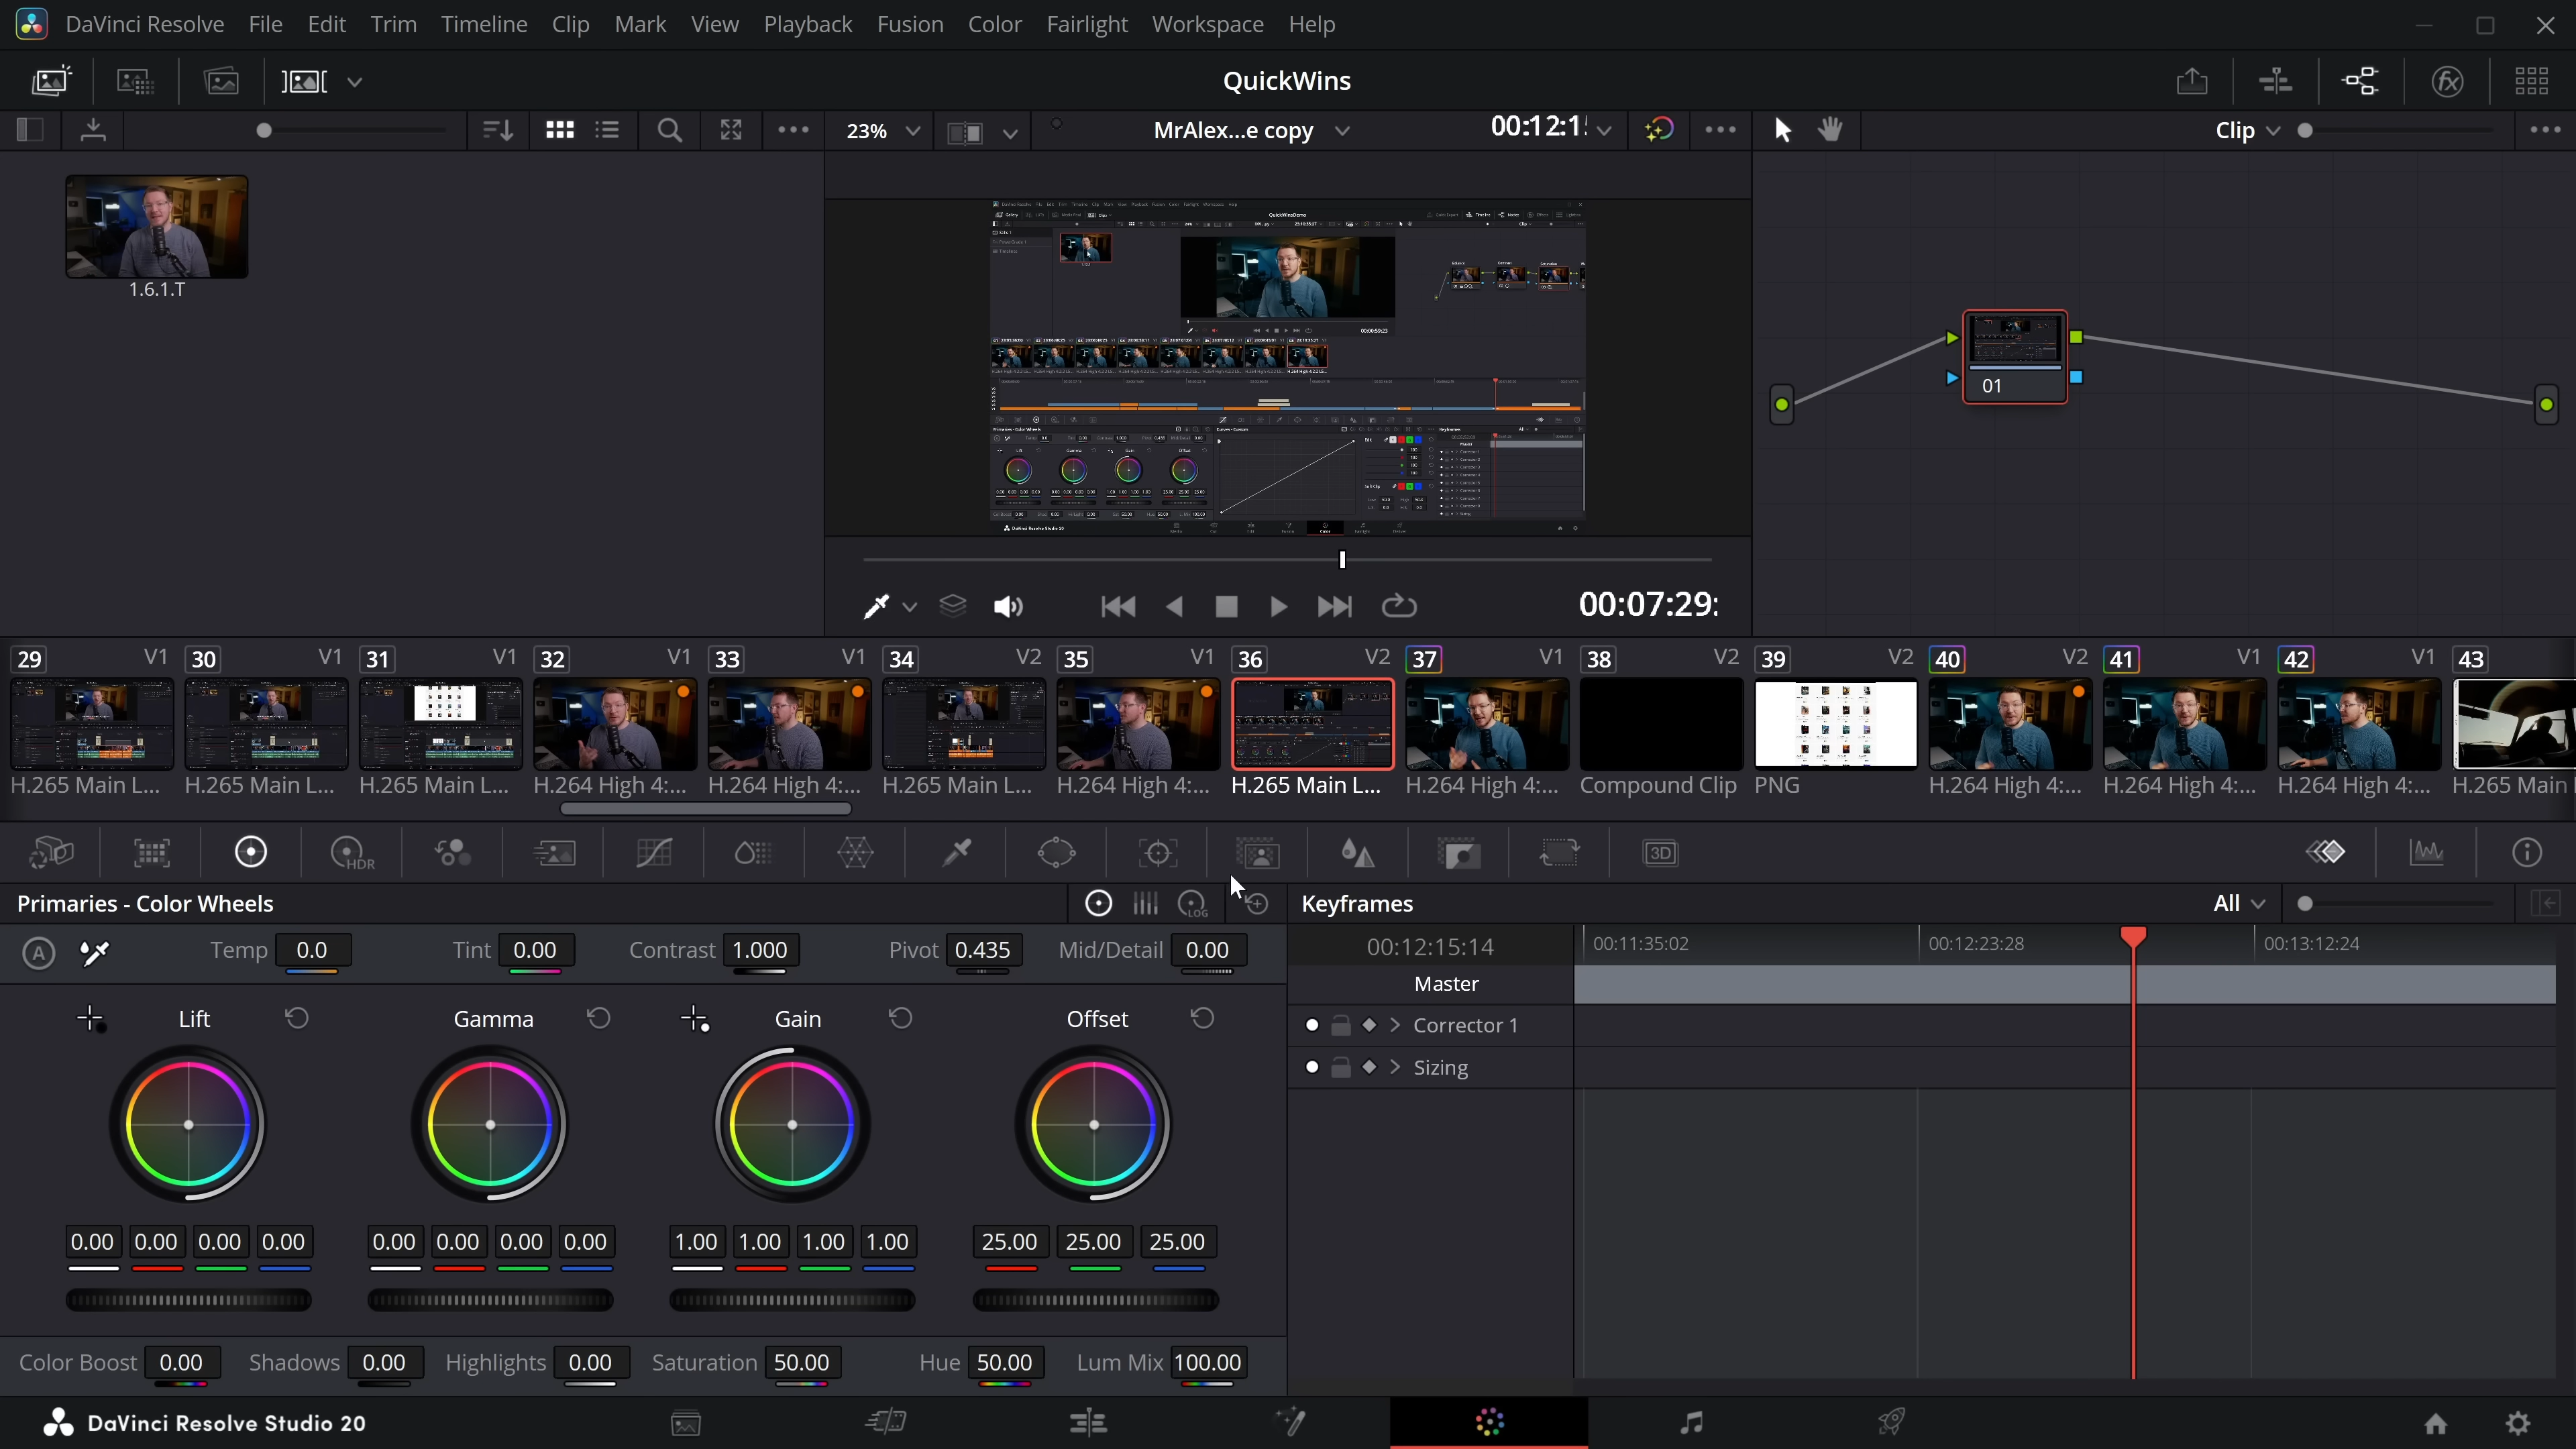 DaVinci Resolve File Edit Trim Timeline Clip Mark View Playback Fusion Color Fairlight Workspace Help
QuickWins
23% MrAlex...e copy 00:12:1 Clip
1.6.1.T
QuickWinsDemo
01
00:07:29:
29 V1 30 V1 31 V1 32 V1 33 V1 34 V2 35 V1 36 V2 37 V1 38 V2 39 V2 40 V2 41 V1 42 V1 43
H.265 Main L... H.265 Main L... H.265 Main L... H.264 High 4:... H.264 High 4:... H.265 Main L... H.264 High 4:... H.265 Main L... H.264 High 4:... Compound Clip PNG H.264 High 4:... H.264 High 4:... H.264 High 4:... H.265 Main
HDR 3D
Primaries - Color Wheels LOG Keyframes All
A Temp 0.0 Tint 0.00 Contrast 1.000 Pivot 0.435 Mid/Detail 0.00
00:12:15:14 00:11:35:02 00:12:23:28 00:13:12:24
Master
Lift Gamma Gain Offset
Corrector 1
Sizing
0.00 0.00 0.00 0.00 0.00 0.00 0.00 0.00 1.00 1.00 1.00 1.00 25.00 25.00 25.00
Color Boost 0.00 Shadows 0.00 Highlights 0.00 Saturation 50.00 Hue 50.00 Lum Mix 100.00
DaVinci Resolve Studio 20